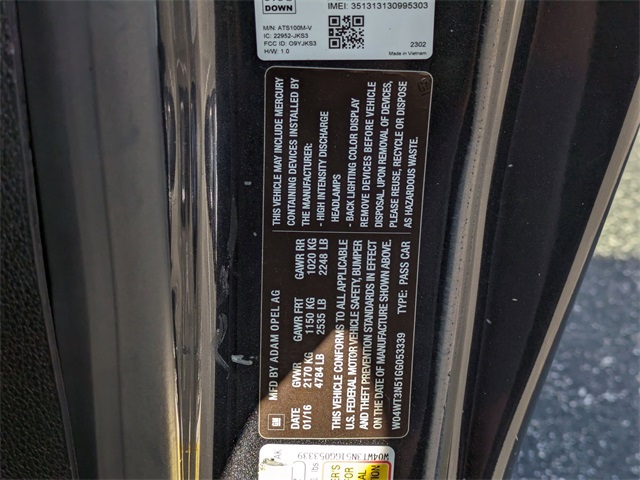 DOWN
IMEI: 351313130995303
M/N: ATS100M-V
IC: 22952-JKS3
FCC ID: O9YJKS3
H/W: 1.0
2302
MFD BY ADAM OPEL AG
DATE GVWR GAWR FRT GAWR RR
01/16 2170 KG 1150 KG 1020 KG
4784 LB 2535 LB 2248 LB
THIS VEHICLE CONFORMS TO ALL APPLICABLE
U.S. FEDERAL MOTOR VEHICLE SAFETY, BUMPER
AND THEFT PREVENTION STANDARDS IN EFFECT
ON THE DATE OF MANUFACTURE SHOWN ABOVE.
W04WT3N51GG053339 TYPE: PASS CAR
THIS VEHICLE MAY INCLUDE MERCURY
CONTAINING DEVICES INSTALLED BY
THE MANUFACTURER:
- HIGH INTENSITY DISCHARGE
HEADLAMPS
- BACK LIGHTING COLOR DISPLAY
REMOVE DEVICES BEFORE VEHICLE
DISPOSAL. UPON REMOVAL OF DEVICES,
PLEASE REUSE, RECYCLE OR DISPOSE
AS HAZARDOUS WASTE.
GM
W04WT3N51GG053339
lbs
FOR